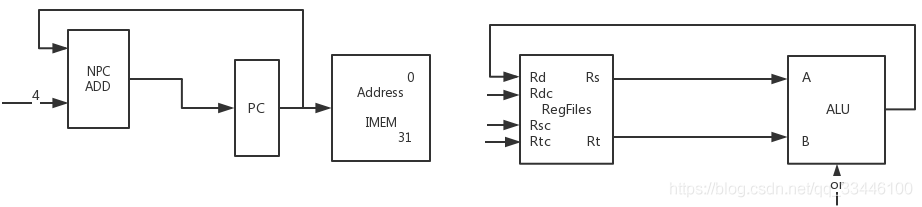 NPC
ADD
4
PC
0
Address
IMEM
31
Rd Rs
Rdc
RegFiles
Rsc
Rtc Rt
A
ALU
B
or
https://blog.csdn.net/qq_33446100